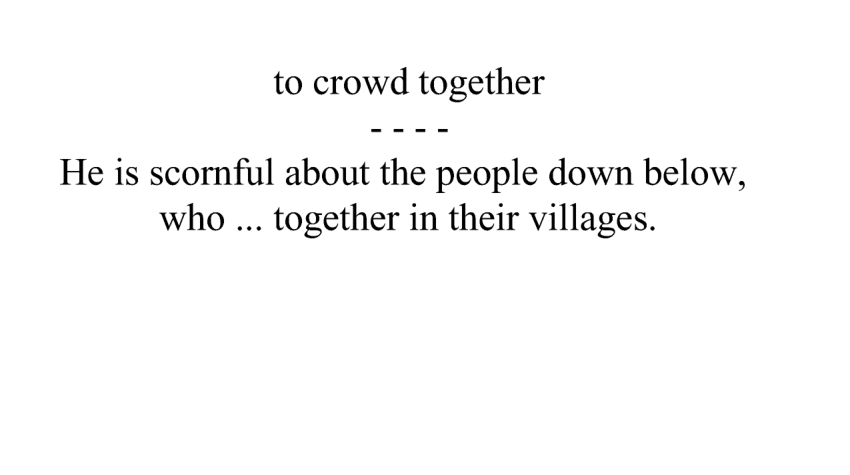 to crowd together
- - - -
He is scornful about the people down below,
who ... together in their villages.